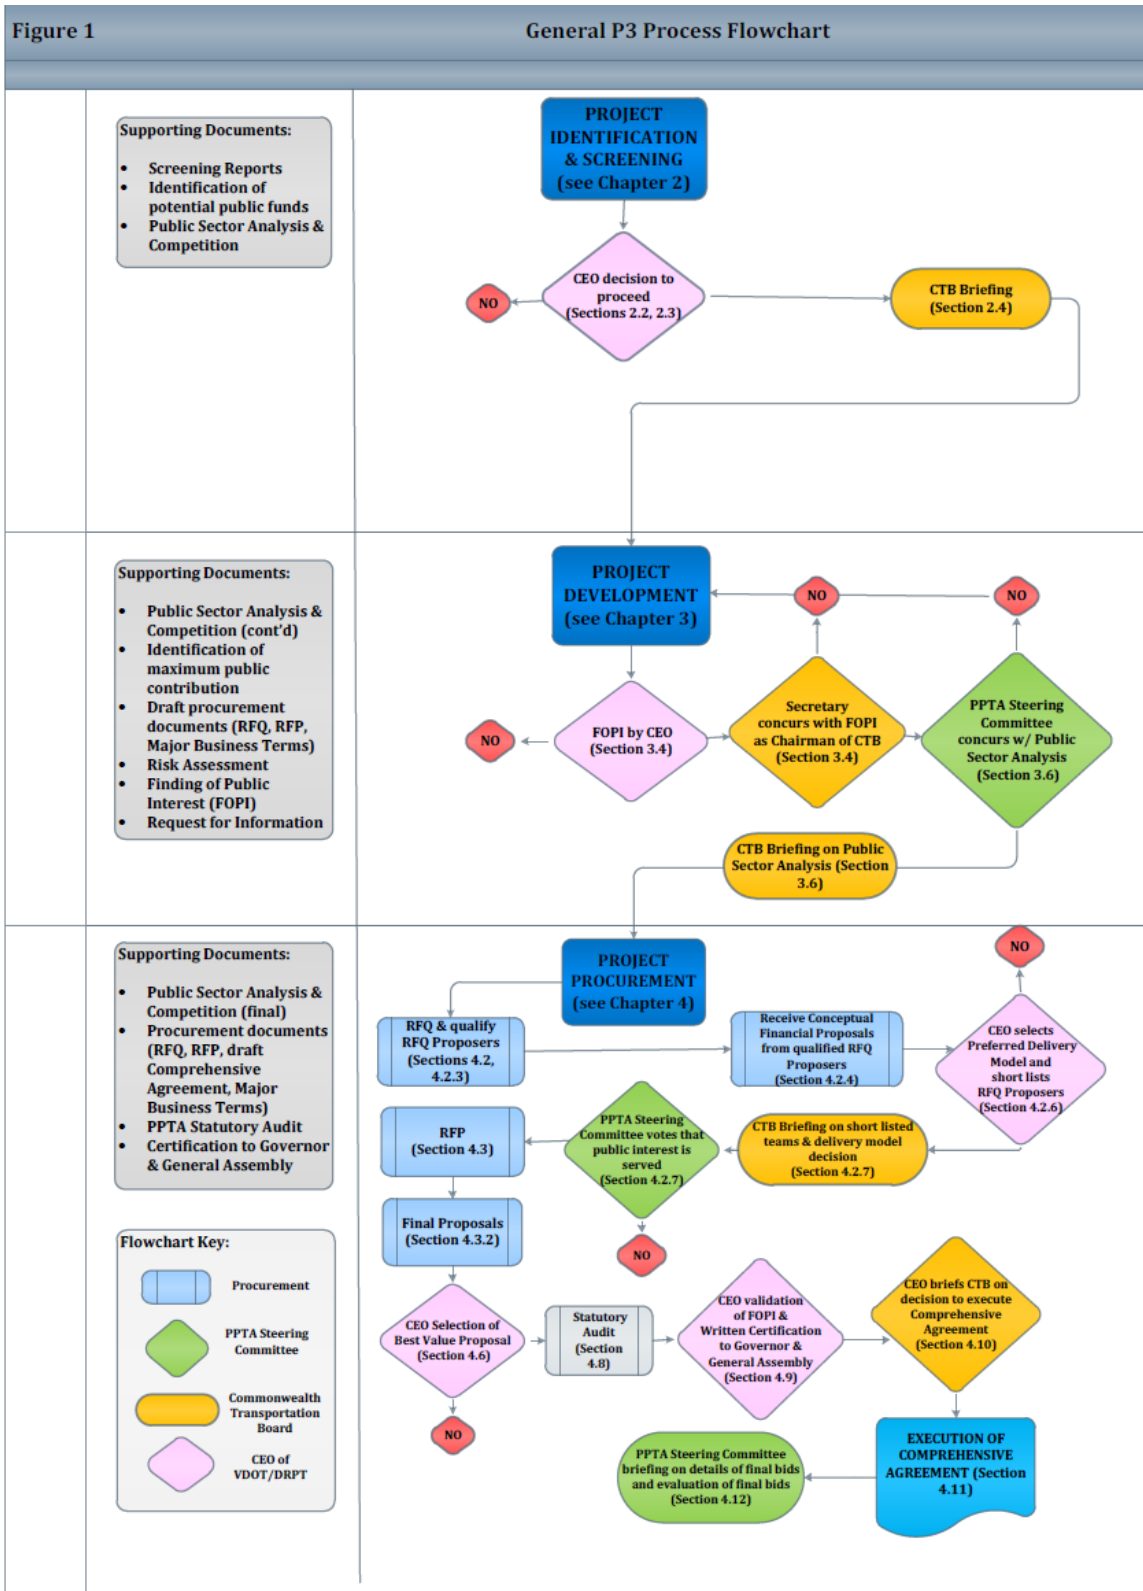 Figure 1
General P3 Process Flowchart
Supporting Documents:
• Screening Reports
• Identification of
potential public funds
• Public Sector Analysis &
Competition
PROJECT
IDENTIFICATION
& SCREENING
(see Chapter 2)
CEO decision to
proceed
(Sections 2.2, 2.3)
NO
CTB Briefing
(Section 2.4)
Supporting Documents:
• Public Sector Analysis &
Competition (cont'd)
• Identification of
maximum public
contribution
• Draft procurement
documents (RFQ, RFP,
Major Business Terms)
• Risk Assessment
• Finding of Public
Interest (FOPI)
• Request for Information
PROJECT
DEVELOPMENT
(see Chapter 3)
NO
NO
NO
FOPI by CEO
(Section 3.4)
Secretary
concurs with FOPI
as Chairman of CTB
(Section 3.4)
PPTA Steering
Committee
concurs w/ Public
Sector Analysis
(Section 3.6)
CTB Briefing on Public
Sector Analysis (Section
3.6)
Supporting Documents:
• Public Sector Analysis &
Competition (final)
• Procurement documents
(RFQ, RFP, draft
Comprehensive
Agreement, Major
Business Terms)
• PPTA Statutory Audit
• Certification to Governor
& General Assembly
PROJECT
PROCUREMENT
(see Chapter 4)
NO
RFQ & qualify
RFQ Proposers
(Sections 4.2,
4.2.3)
Receive Conceptual
Financial Proposals
from qualified RFQ
Proposers
(Section 4.2.4)
CEO selects
Preferred Delivery
Model and
short lists
RFQ Proposers
(Section 4.2.6)
RFP
(Section 4.3)
PPTA Steering
Committee votes that
public interest is
served
(Section 4.2.7)
CTB Briefing on short listed
teams & delivery model
decision
(Section 4.2.7)
Final Proposals
(Section 4.3.2)
NO
CEO Selection of
Best Value Proposal
(Section 4.6)
Statutory
Audit
(Section
4.8)
CEO validation
of FOPI &
Written Certification
to Governor &
General Assembly
(Section 4.9)
CEO briefs CTB on
decision to execute
Comprehensive
Agreement
(Section 4.10)
NO
PPTA Steering Committee
briefing on details of final bids
and evaluation of final bids
(Section 4.12)
EXECUTION OF
COMPREHENSIVE
AGREEMENT (Section
4.11)
Flowchart Key:
Procurement
PPTA Steering
Committee
Commonwealth
Transportation
Board
CEO of
VDOT/DRPT